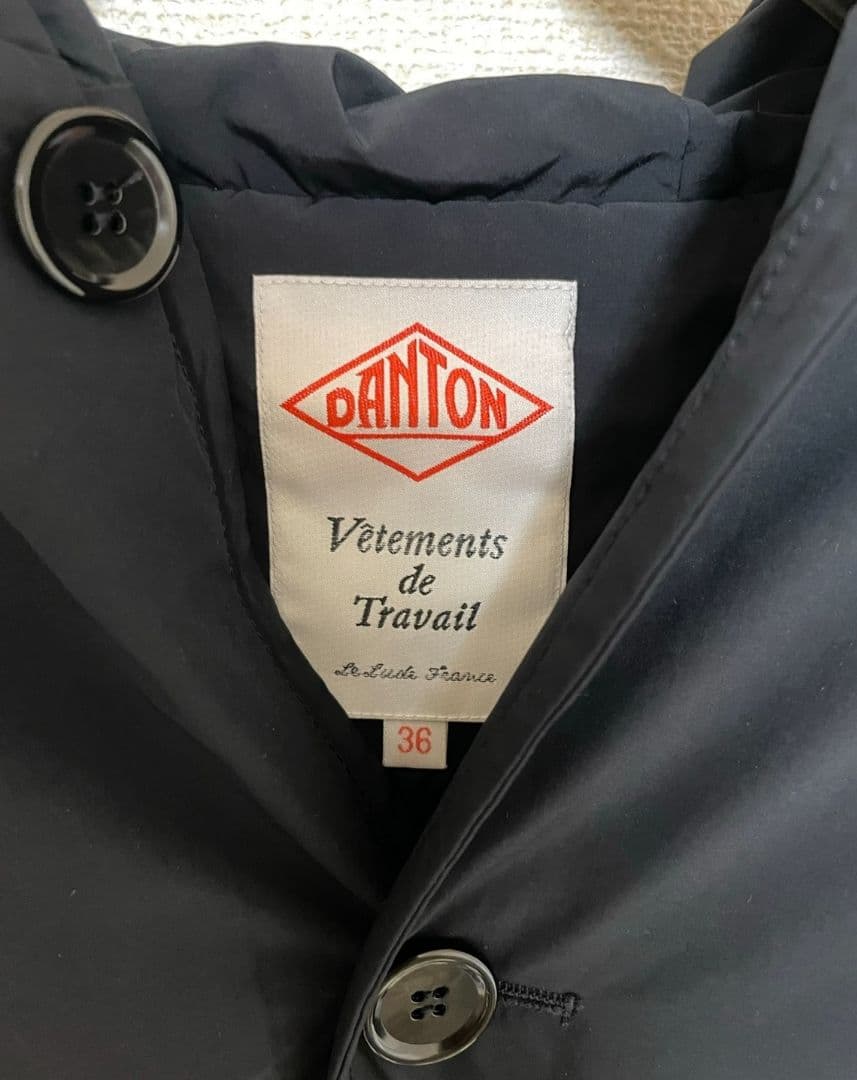 DANTON
Vêtements
de
Travail
Le Lude France
36